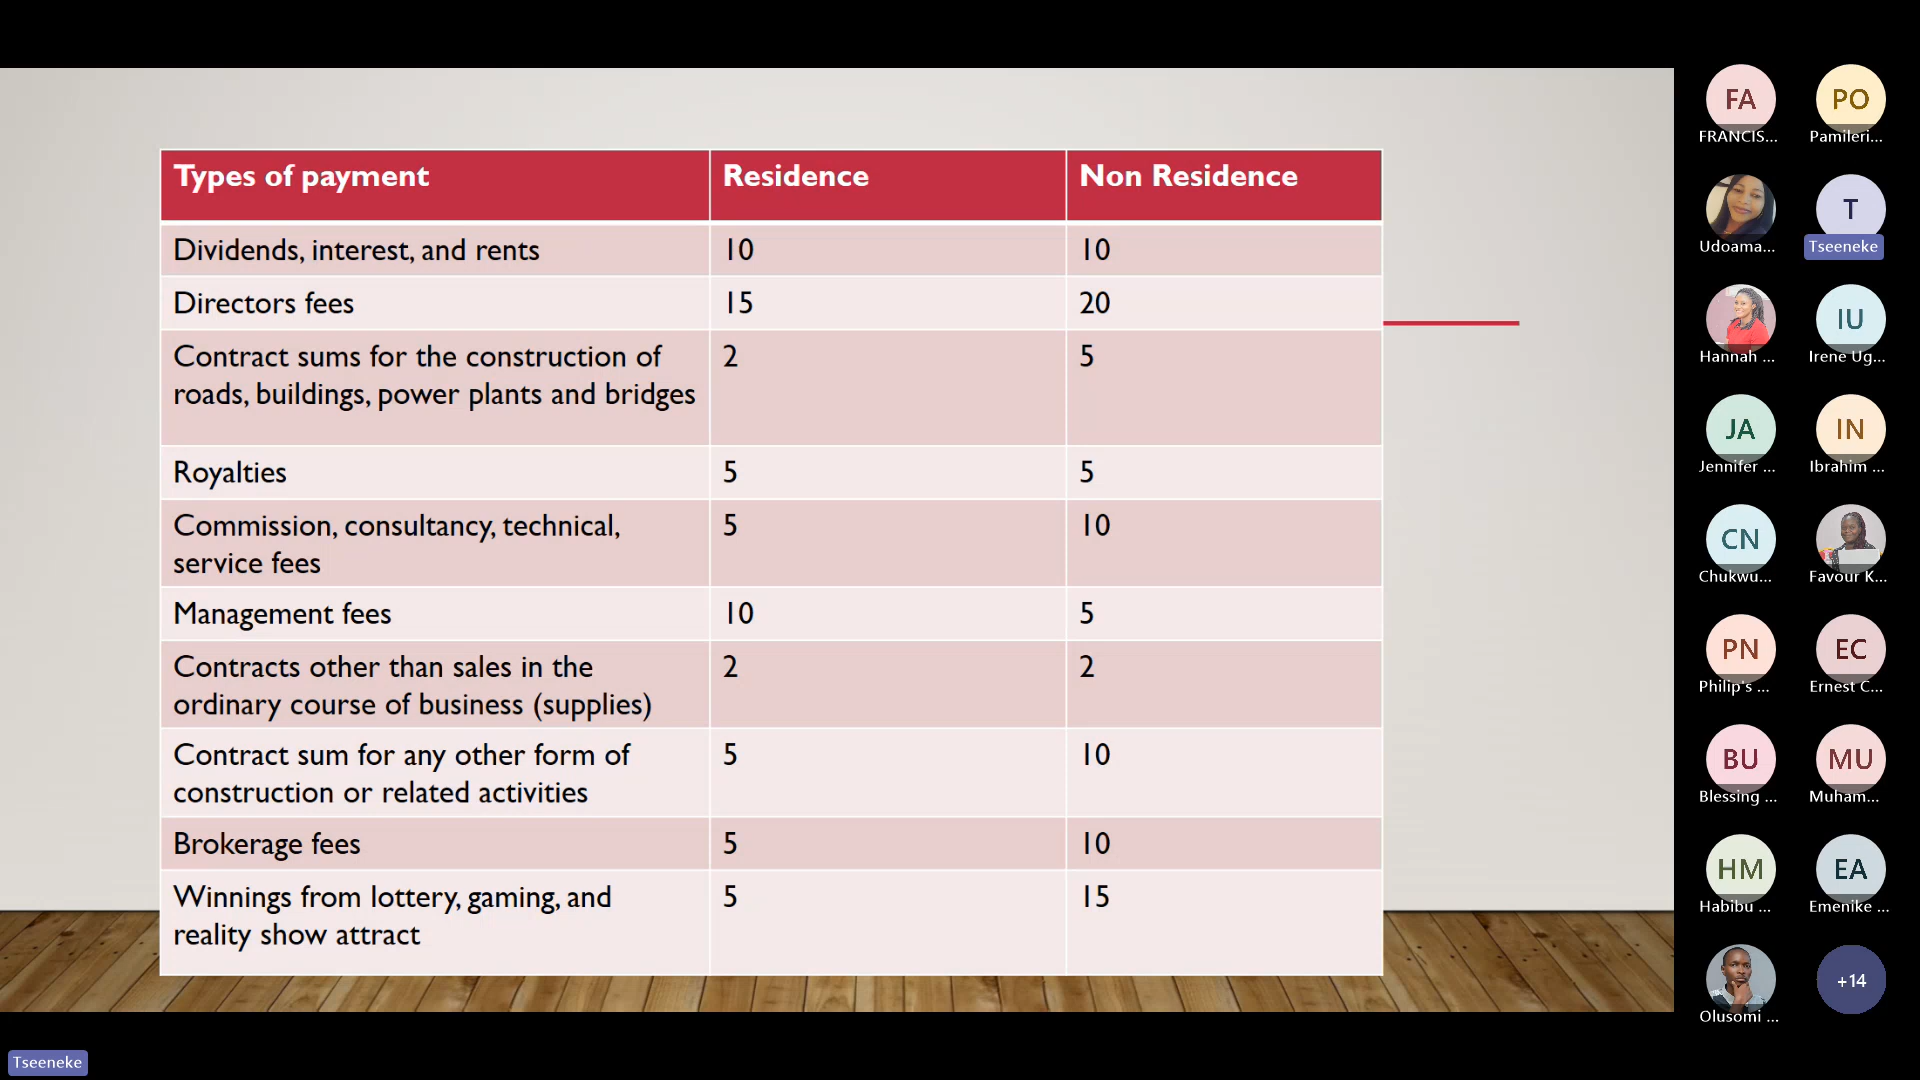 Types of payment Residence Non Residence
Dividends, interest, and rents 10 10
Directors fees 15 20
Contract sums for the construction of 2 5
roads, buildings, power plants and bridges
Royalties 5 5
Commission, consultancy, technical, 5 10
service fees
Management fees 10 5
Contracts other than sales in the 2 2
ordinary course of business (supplies)
Contract sum for any other form of 5 10
construction or related activities
Brokerage fees 5 10
Winnings from lottery, gaming, and 5 15
reality show attract
FA PO
FRANCIS... Pamileri...
T
Udoama... Tseeneke
IU
Hannah ... Irene Ug...
JA IN
Jennifer ... Ibrahim ...
CN
Chukwu... Favour K...
PN EC
Philip's ... Ernest C...
BU MU
Blessing ... Muham...
HM EA
Habibu ... Emenike ...
+14
Olusomi ...
Tseeneke